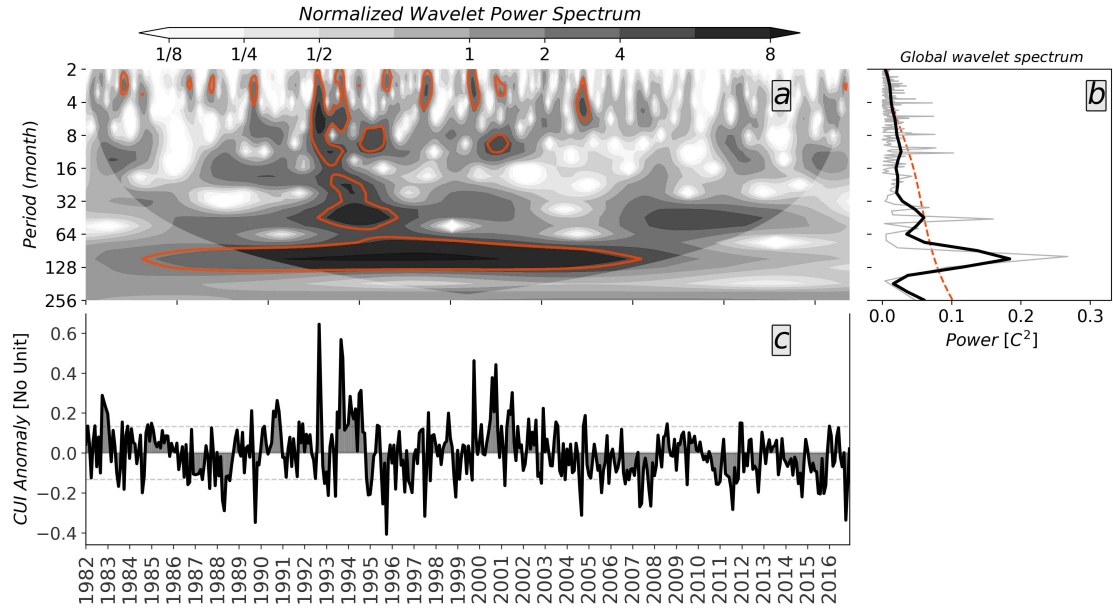 Normalized Wavelet Power Spectrum
1/8 1/4 1/2 1 2 4 8
Global wavelet spectrum
a
b
Period (month)
2
4
8
16
32
64
128
256
0.0 0.1 0.2 0.3
Power [C²]
c
CUI Anomaly [No Unit]
0.6
0.4
0.2
0.0
−0.2
−0.4
1982 1983 1984 1985 1986 1987 1988 1989 1990 1991 1992 1993 1994 1995 1996 1997 1998 1999 2000 2001 2002 2003 2004 2005 2006 2007 2008 2009 2010 2011 2012 2013 2014 2015 2016